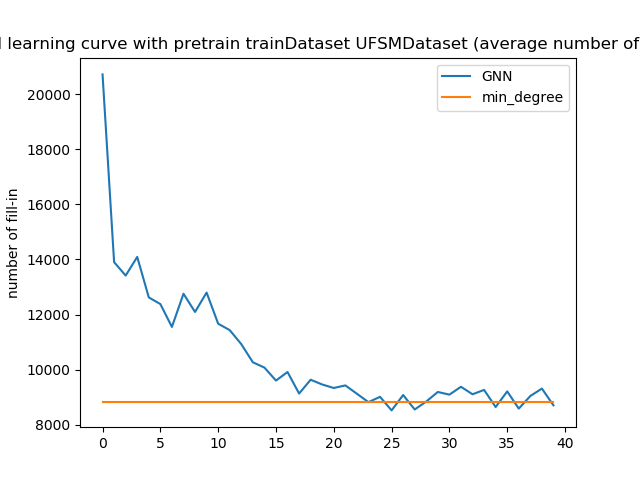 learning curve with pretrain trainDataset UFSMDataset (average number of
GNN
min_degree
number of fill-in
20000
18000
16000
14000
12000
10000
8000
0 5 10 15 20 25 30 35 40